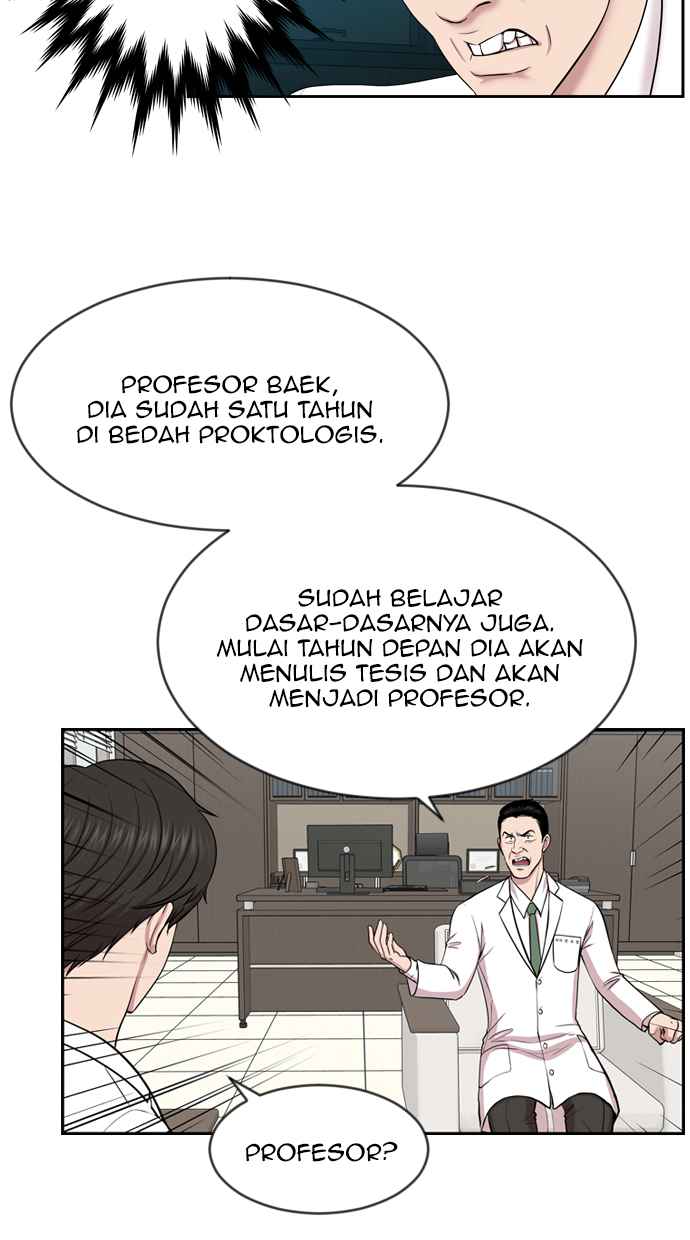 PROFESOR BAEK,
DIA SUDAH SATU TAHUN
DI BEDAH PROKTOLOGIS.
SUDAH BELAJAR
DASAR-DASARNYA JUGA.
MULAI TAHUN DEPAN DIA AKAN
MENULIS TESIS DAN AKAN
MENJADI PROFESOR.
PROFESOR?